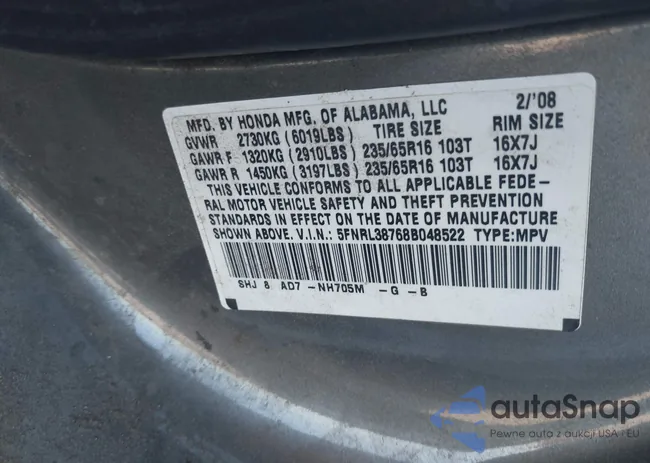 MFD. BY HONDA MFG. OF ALABAMA, LLC 2/'08
GVWR 2730KG (6019LBS) TIRE SIZE RIM SIZE
GAWR F 1320KG (2910LBS) 235/65R16 103T 16X7J
GAWR R 1450KG (3197LBS) 235/65R16 103T 16X7J
THIS VEHICLE CONFORMS TO ALL APPLICABLE FEDE-
RAL MOTOR VEHICLE SAFETY AND THEFT PREVENTION
STANDARDS IN EFFECT ON THE DATE OF MANUFACTURE
SHOWN ABOVE. V.I.N.: 5FNRL38768B048522 TYPE:MPV
SHJ 8 AD7 -NH705M -G -B
autoSnap
Pewne auta z aukcji USA i EU